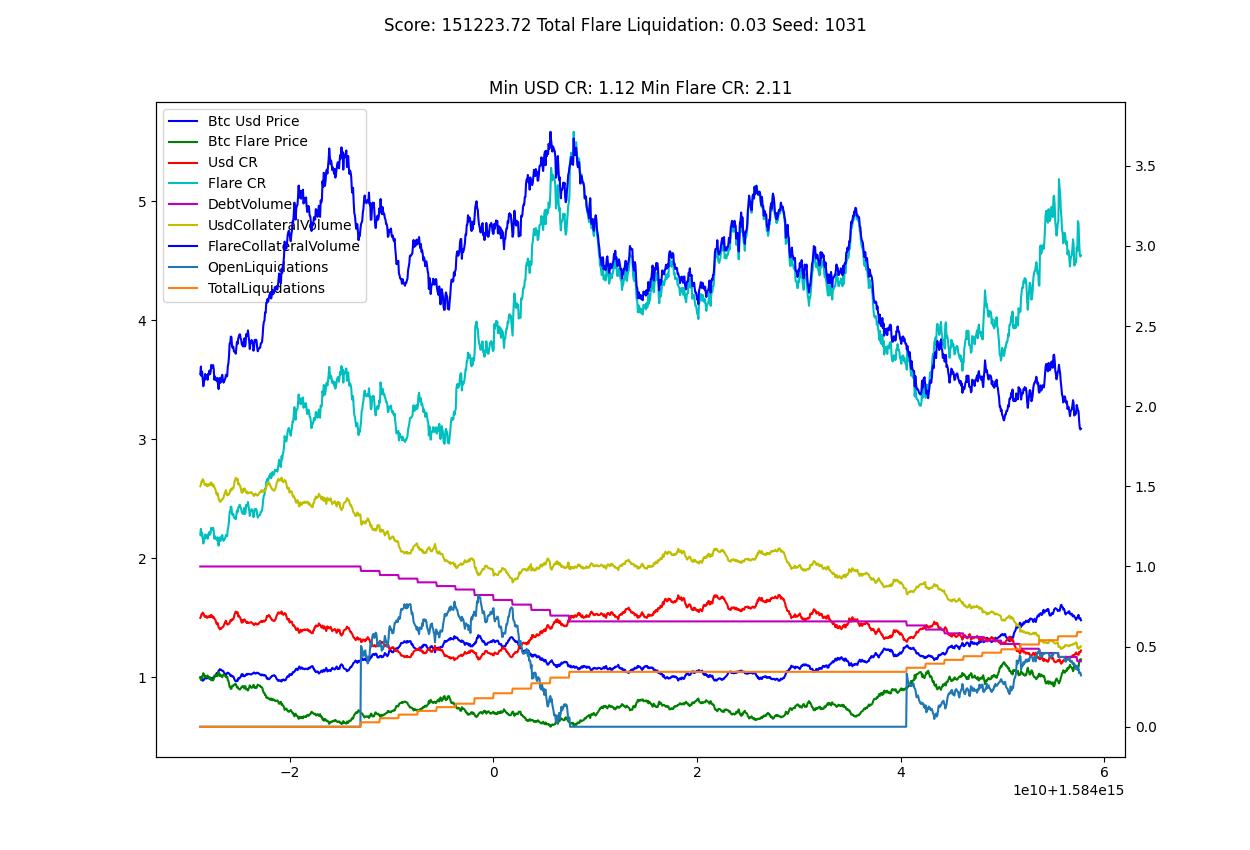 Score: 151223.72 Total Flare Liquidation: 0.03 Seed: 1031
Min USD CR: 1.12 Min Flare CR: 2.11
Btc Usd Price
Btc Flare Price
Usd CR
Flare CR
DebtVolume
UsdCollateralVolume
FlareCollateralVolume
OpenLiquidations
TotalLiquidations
5
4
3
2
1
3.5
3.0
2.5
2.0
1.5
1.0
0.5
0.0
−2
0
2
4
6
1e10+1.584e15